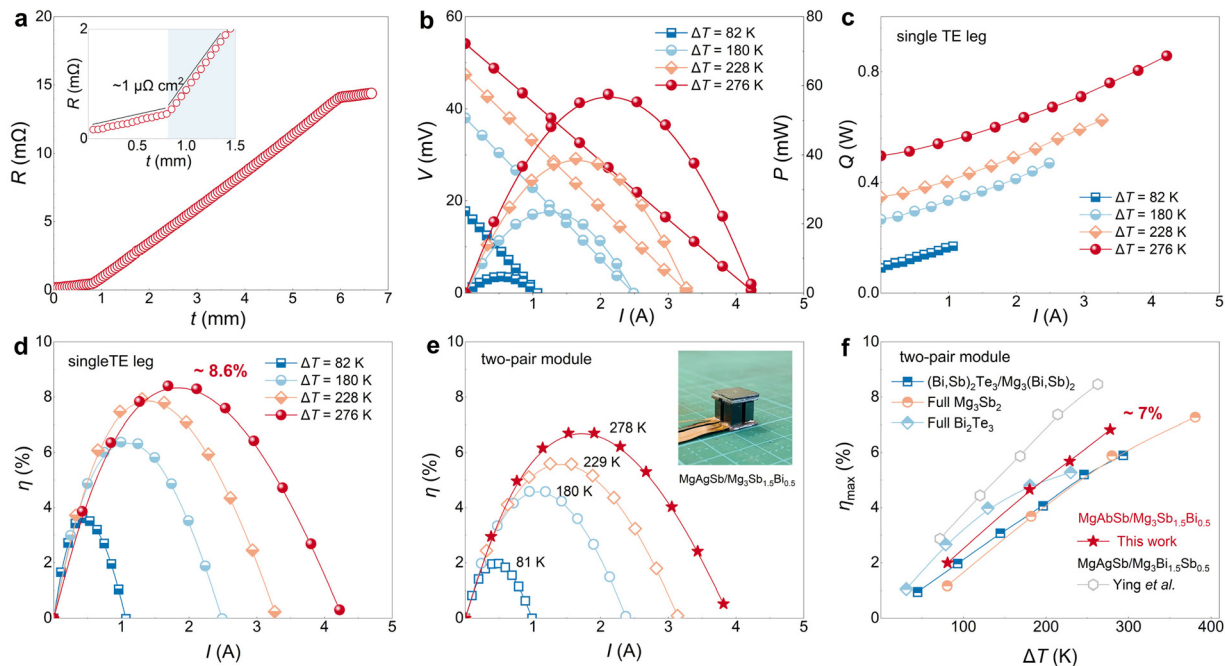 a
20
15
10
5
0
R (mΩ)
0
1
2
3
4
5
6
7
t (mm)
2
0
R (mΩ)
~1 μΩ cm²
0.5
1.0
1.5
t (mm)
b
60
40
20
0
V (mV)
80
70
60
50
40
30
20
10
0
P (mW)
ΔT = 82 K
ΔT = 180 K
ΔT = 228 K
ΔT = 276 K
0
1
2
3
4
5
I (A)
c
single TE leg
0.8
0.4
Q (W)
ΔT = 82 K
ΔT = 180 K
ΔT = 228 K
ΔT = 276 K
1
2
3
4
5
I (A)
d
singleTE leg
~ 8.6%
ΔT = 82 K
ΔT = 180 K
ΔT = 228 K
ΔT = 276 K
10
8
6
4
2
0
η (%)
0
1
2
3
4
5
I (A)
e
two-pair module
278 K
229 K
180 K
81 K
MgAgSb/Mg₃Sb₁.₅Bi₀.₅
10
8
6
4
2
0
η (%)
0
1
2
3
4
5
I (A)
f
two-pair module
(Bi,Sb)₂Te₃/Mg₃(Bi,Sb)₂
Full Mg₃Sb₂
Full Bi₂Te₃
~ 7%
MgAbSb/Mg₃Sb₁.₅Bi₀.₅
This work
MgAgSb/Mg₃Bi₁.₅Sb₀.₅
Ying et al.
10
8
6
4
2
0
ηmax (%)
100
200
300
400
ΔT (K)